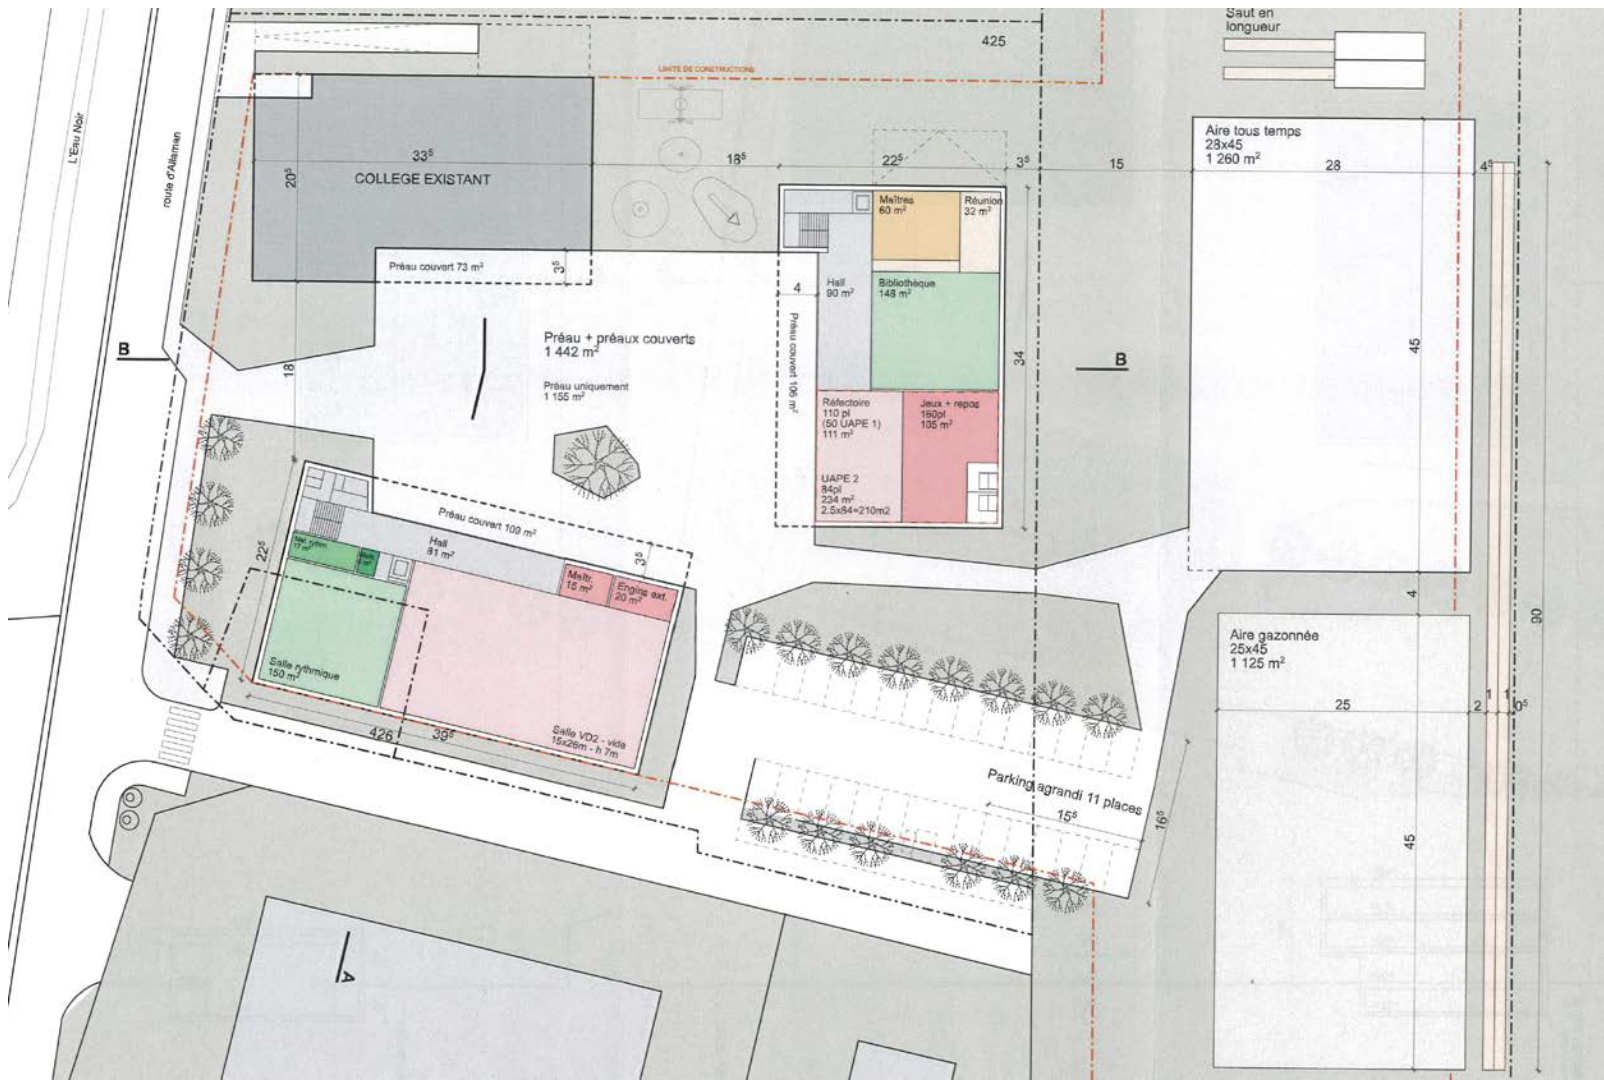 Saut en
longueur
425
LIMITE DE CONSTRUCTIONS
L'Eau Noir
route d'Allaman
33⁵
20⁵
COLLEGE EXISTANT
18⁵
22⁵
3⁵
15
28
4⁵
Aire tous temps
28x45
1 260 m²
Maîtres
60 m²
Réunion
32 m²
Préau couvert 73 m²
3⁵
Hall
90 m²
Bibliothèque
148 m²
4
Préau couvert 106 m²
34
45
B
B
18
Préau + préaux couverts
1 442 m²
Préau uniquement
1 155 m²
Réfectoire
110 pl
(50 UAPE 1)
111 m²
Jeux + repos
160pl
105 m²
UAPE 2
84pl
234 m²
2.5x84=210m2
Préau couvert 109 m²
3⁵
22⁵
Hall
81 m²
17 m²
Maîtr.
15 m²
Engins ext.
20 m²
Salle rythmique
150 m²
Salle VD2 - vide
15x26m - h 7m
426
39⁵
4
90
Aire gazonnée
25x45
1 125 m²
25
2
1
1
0⁵
45
Parking agrandi 11 places
15⁵
16⁵
A